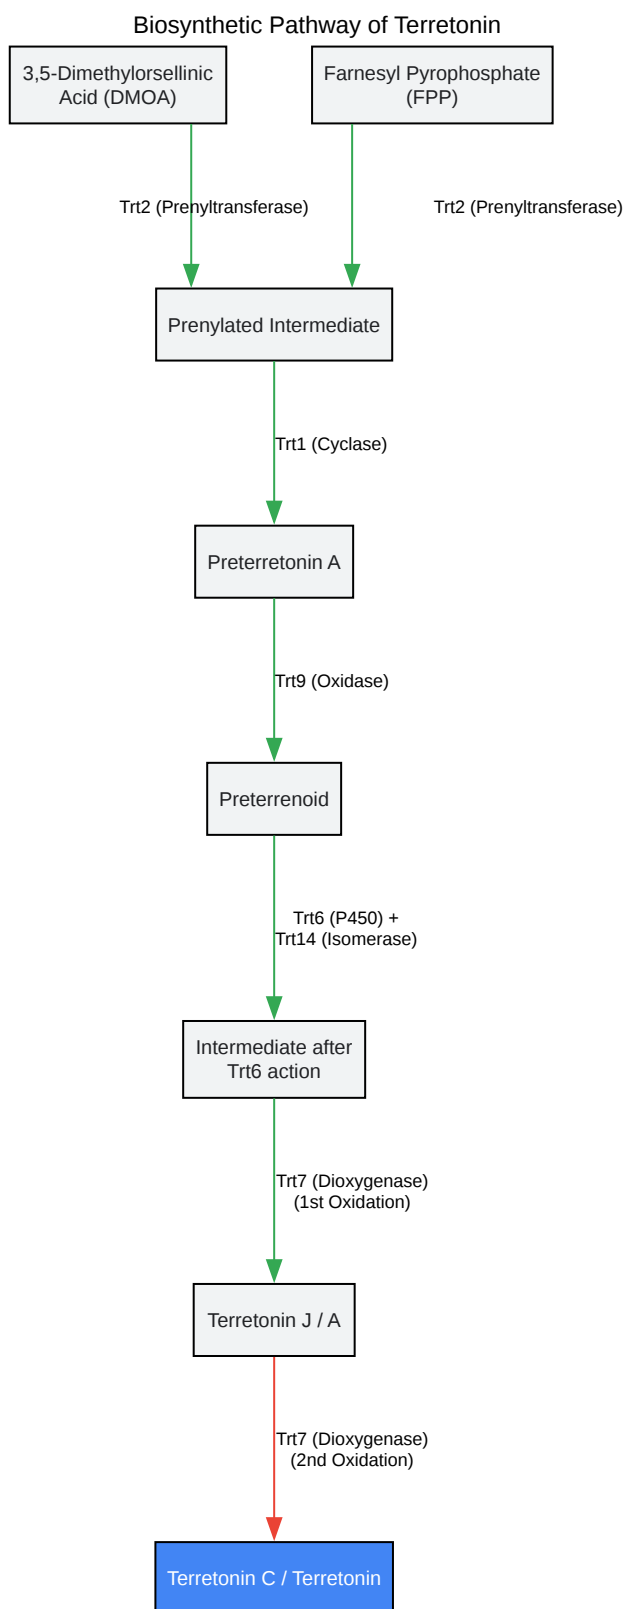 Biosynthetic Pathway of Terretonin
3,5-Dimethylorsellinic
Acid (DMOA)
Farnesyl Pyrophosphate
(FPP)
Trt2 (Prenyltransferase)
Trt2 (Prenyltransferase)
Prenylated Intermediate
Trt1 (Cyclase)
Preterretonin A
Trt9 (Oxidase)
Preterrenoid
Trt6 (P450) +
Trt14 (Isomerase)
Intermediate after
Trt6 action
Trt7 (Dioxygenase)
(1st Oxidation)
Terretonin J / A
Trt7 (Dioxygenase)
(2nd Oxidation)
Terretonin C / Terretonin